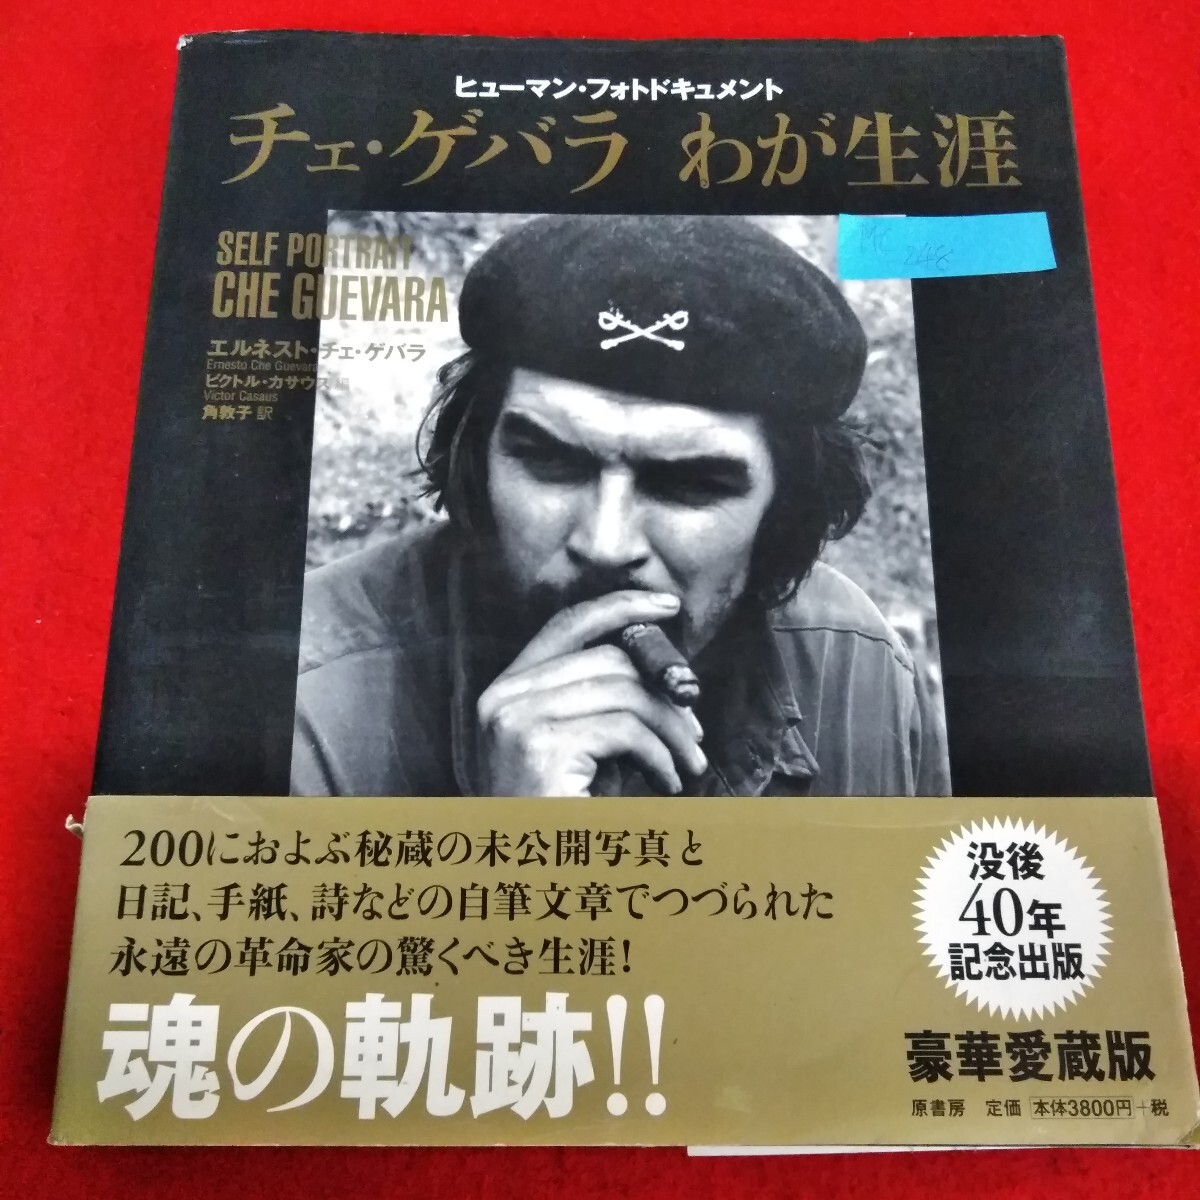 ヒューマン・フォトドキュメント
チェ・ゲバラ わが生涯
SELF PORTRAIT
CHE GUEVARA
エルネスト・チェ・ゲバラ
Ernesto Che Guevara
ビクトル・カサウス 編
Victor Casaus
角敦子 訳
248
200におよぶ秘蔵の未公開写真と
日記、手紙、詩などの自筆文章でつづられた
永遠の革命家の驚くべき生涯!
魂の軌跡!!
没後
40年
記念出版
豪華愛蔵版
原書房 定価 本体3800円+税